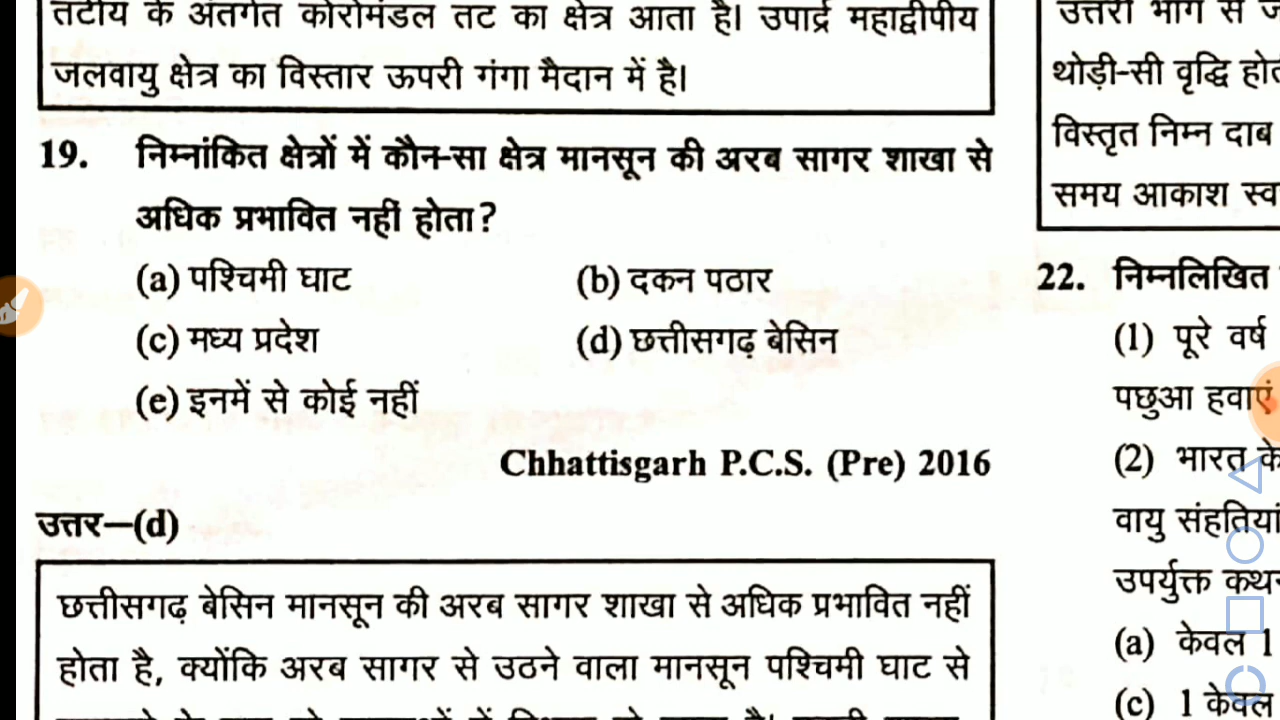 तटीय के अंतर्गत कोरोमंडल तट का क्षेत्र आता है। उपार्द्र महाद्वीपीय
जलवायु क्षेत्र का विस्तार ऊपरी गंगा मैदान में है।
19. निम्नांकित क्षेत्रों में कौन-सा क्षेत्र मानसून की अरब सागर शाखा से
अधिक प्रभावित नहीं होता?
(a) पश्चिमी घाट (b) दकन पठार
(c) मध्य प्रदेश (d) छत्तीसगढ़ बेसिन
(e) इनमें से कोई नहीं
Chhattisgarh P.C.S. (Pre) 2016
उत्तर—(d)
छत्तीसगढ़ बेसिन मानसून की अरब सागर शाखा से अधिक प्रभावित नहीं
होता है, क्योंकि अरब सागर से उठने वाला मानसून पश्चिमी घाट से
उत्तरी भाग से
थोड़ी-सी वृद्धि
विस्तृत निम्न दाब
समय आकाश
22. निम्नलिखित
(1) पूरे वर्ष
पछुआ हवाएं
(2) भारत के
वायु संहतियां
उपर्युक्त
(a) केवल 1
(c) 1 केवल